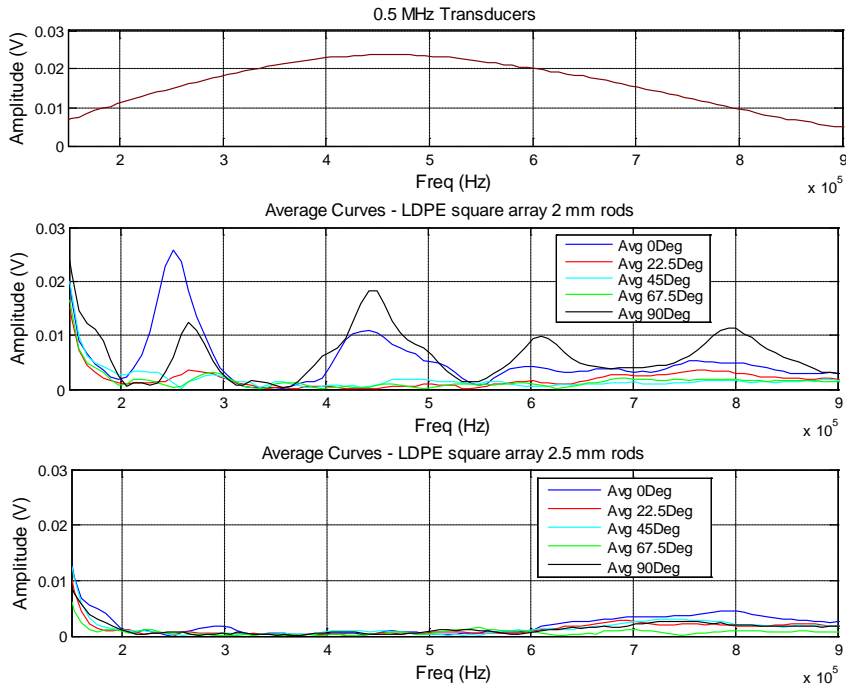 0.5 MHz Transducers
Amplitude (V)
0.03
0.02
0.01
0
2 3 4 5 6 7 8 9
Freq (Hz)
x 10^5
Average Curves - LDPE square array 2 mm rods
Amplitude (V)
0.03
0.02
0.01
0
Avg 0Deg
Avg 22.5Deg
Avg 45Deg
Avg 67.5Deg
Avg 90Deg
2 3 4 5 6 7 8 9
Freq (Hz)
x 10^5
Average Curves - LDPE square array 2.5 mm rods
Amplitude (V)
0.03
0.02
0.01
0
Avg 0Deg
Avg 22.5Deg
Avg 45Deg
Avg 67.5Deg
Avg 90Deg
2 3 4 5 6 7 8 9
Freq (Hz)
x 10^5